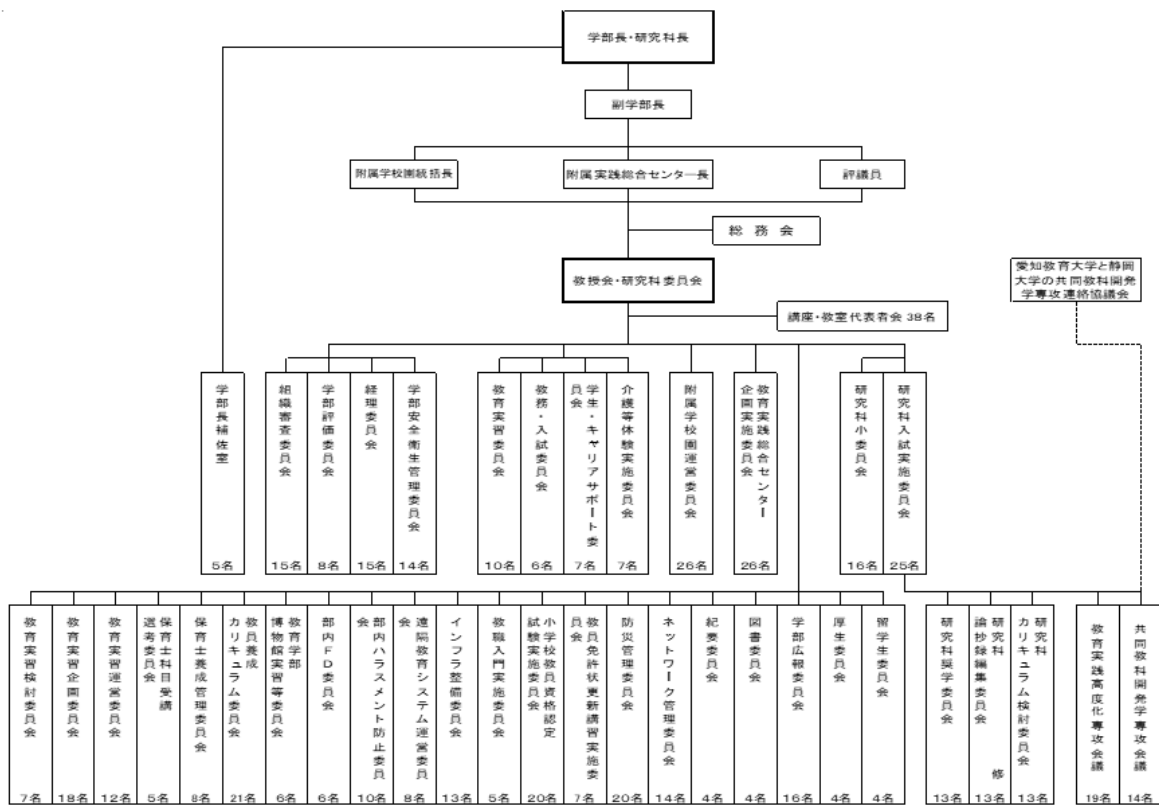 学部長・研究科長
副学部長
附属学校園統括長
附属実践総合センター長
評議員
総務会
教授会・研究科委員会
愛知教育大学と静岡
大学の共同教科開発
学専攻連絡協議会
講座・教室代表者会 38名
学部長補佐室
5名
組織審査委員会
15名
学部評価委員会
8名
経理委員会
15名
学部安全衛生管理委員会
14名
教育実習委員会
10名
教務・入試委員会
6名
学生・キャリアサポート委
員会
7名
介護等体験実施委員会
7名
附属学校園運営委員会
26名
教育実践総合センター
企画実施委員会
26名
研究科小委員会
16名
研究科入試実施委員会
25名
教育実習検討委員会
7名
教育実習企画委員会
18名
教育実習運営委員会
12名
保育士科目受講
選考委員会
5名
保育士養成管理委員会
8名
教員養成
カリキュラム委員会
21名
教育学部
博物館実習等委員会
6名
部内FD委員会
6名
部内ハラスメント防止委員
会
10名
遠隔教育システム運営委員
会
8名
インフラ整備委員会
13名
教職入門実施委員会
5名
小学校教員資格認定
試験実施委員会
20名
教員免許状更新講習実施委
員会
7名
防災管理委員会
20名
ネットワーク管理委員会
14名
紀要委員会
4名
図書委員会
4名
学部広報委員会
16名
厚生委員会
4名
留学生委員会
4名
研究科奨学委員会
13名
研究科 修
論抄録編集委員会
13名
研究科
カリキュラム検討委員会
13名
教育実践高度化専攻会議
19名
共同教科開発学専攻会議
14名